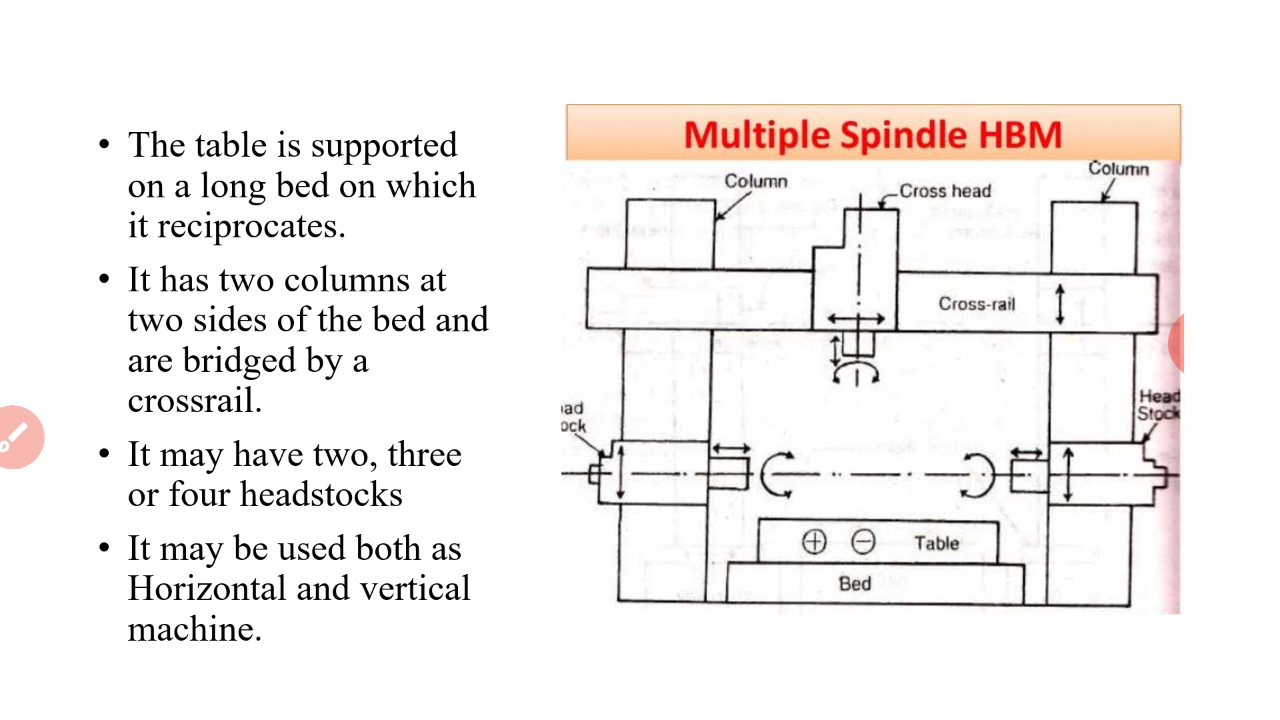 • The table is supported
on a long bed on which
it reciprocates.
• It has two columns at
two sides of the bed and
are bridged by a
crossrail.
• It may have two, three
or four headstocks
• It may be used both as
Horizontal and vertical
machine.
Multiple Spindle HBM
Column
Cross head
Column
Cross-rail
Head
Stock
ad
ock
Table
Bed